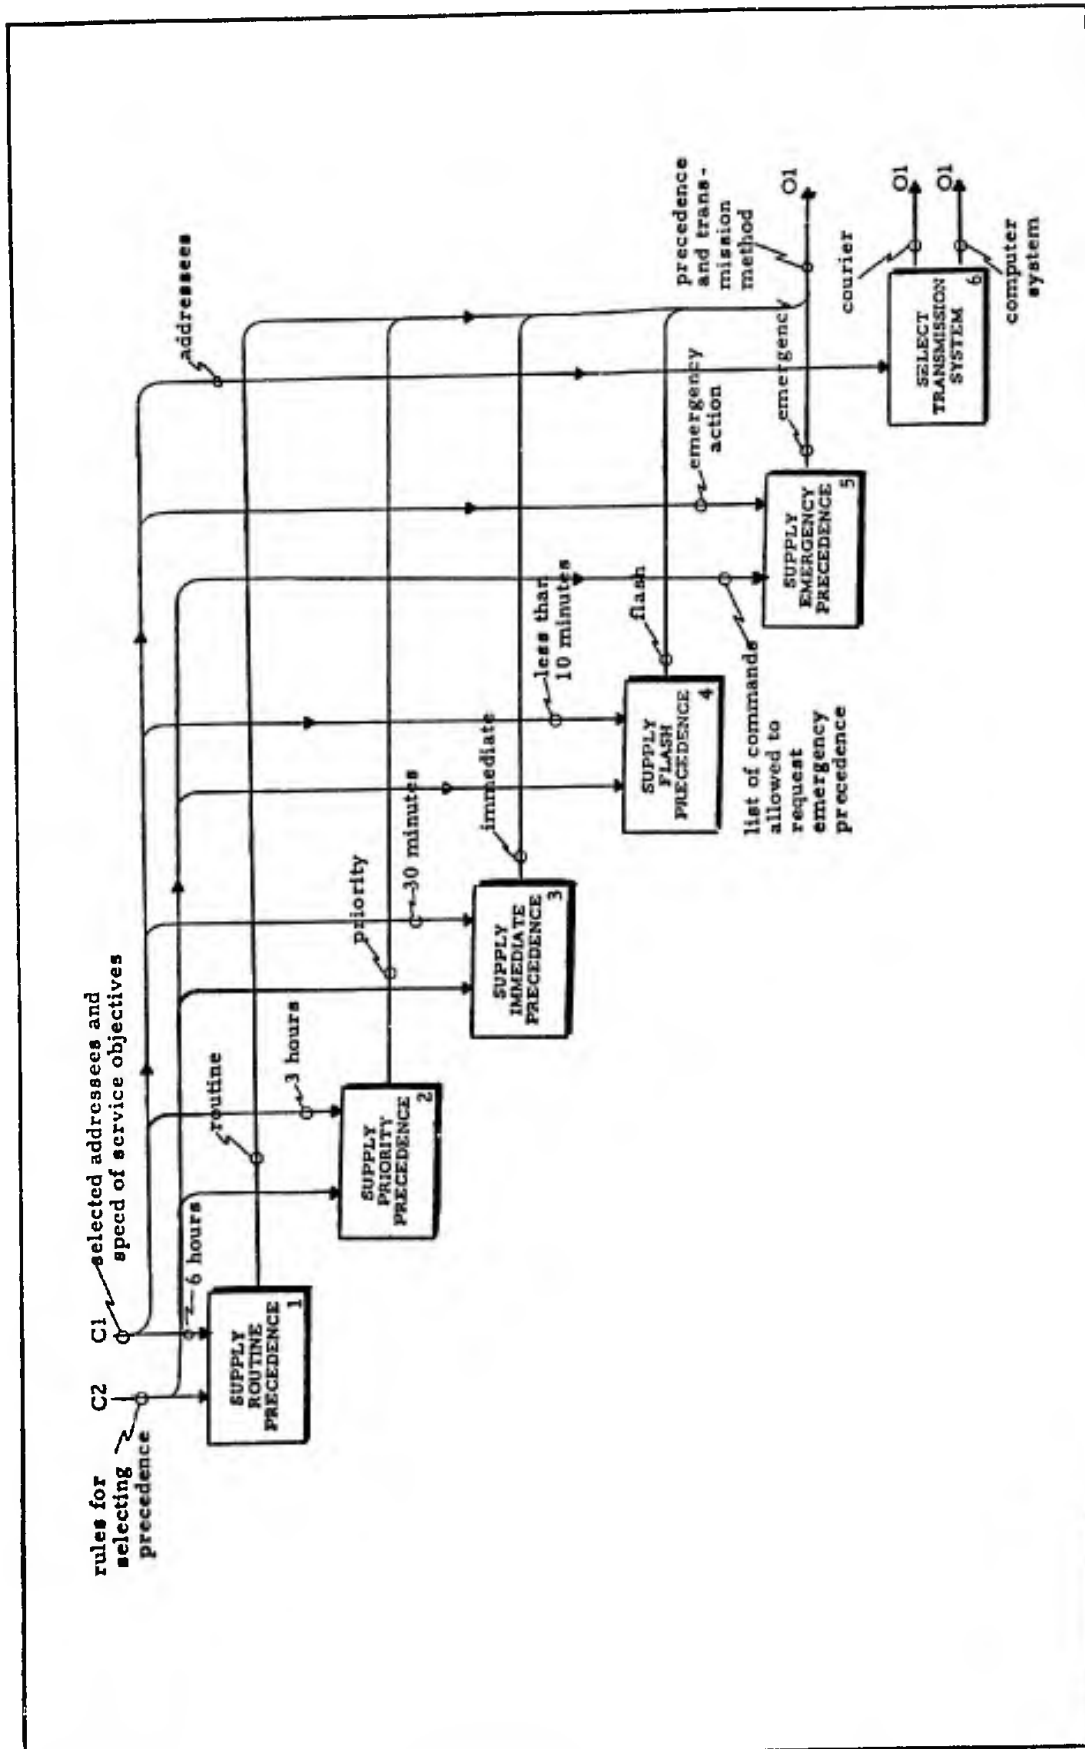 C2
C1
selected addressees and
speed of service objectives
rules for
selecting
precedence
6 hours
SUPPLY
ROUTINE
PRECEDENCE
1
routine
3 hours
SUPPLY
PRIORITY
PRECEDENCE
2
priority
30 minutes
SUPPLY
IMMEDIATE
PRECEDENCE
3
immediate
less than
10 minutes
SUPPLY
FLASH
PRECEDENCE
4
flash
list of commands
allowed to
request
emergency
precedence
emergency
action
SUPPLY
EMERGENCY
PRECEDENCE
5
emergency
addressees
precedence
and trans-
mission
method
O1
SELECT
TRANSMISSION
SYSTEM
6
courier
O1
computer
system
O1